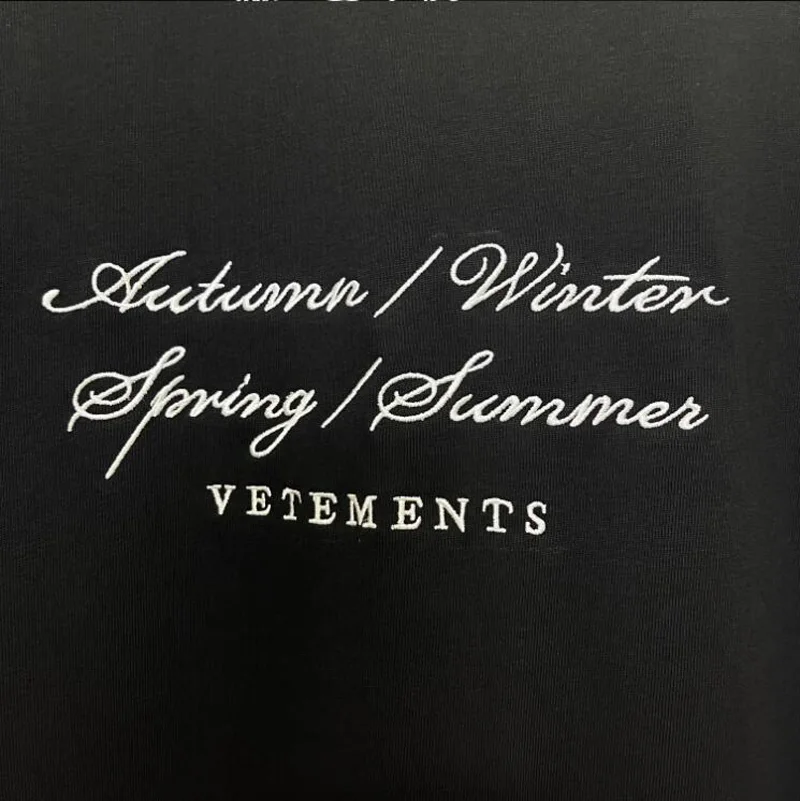 Autumn / Winter
Spring / Summer
VETEMENTS